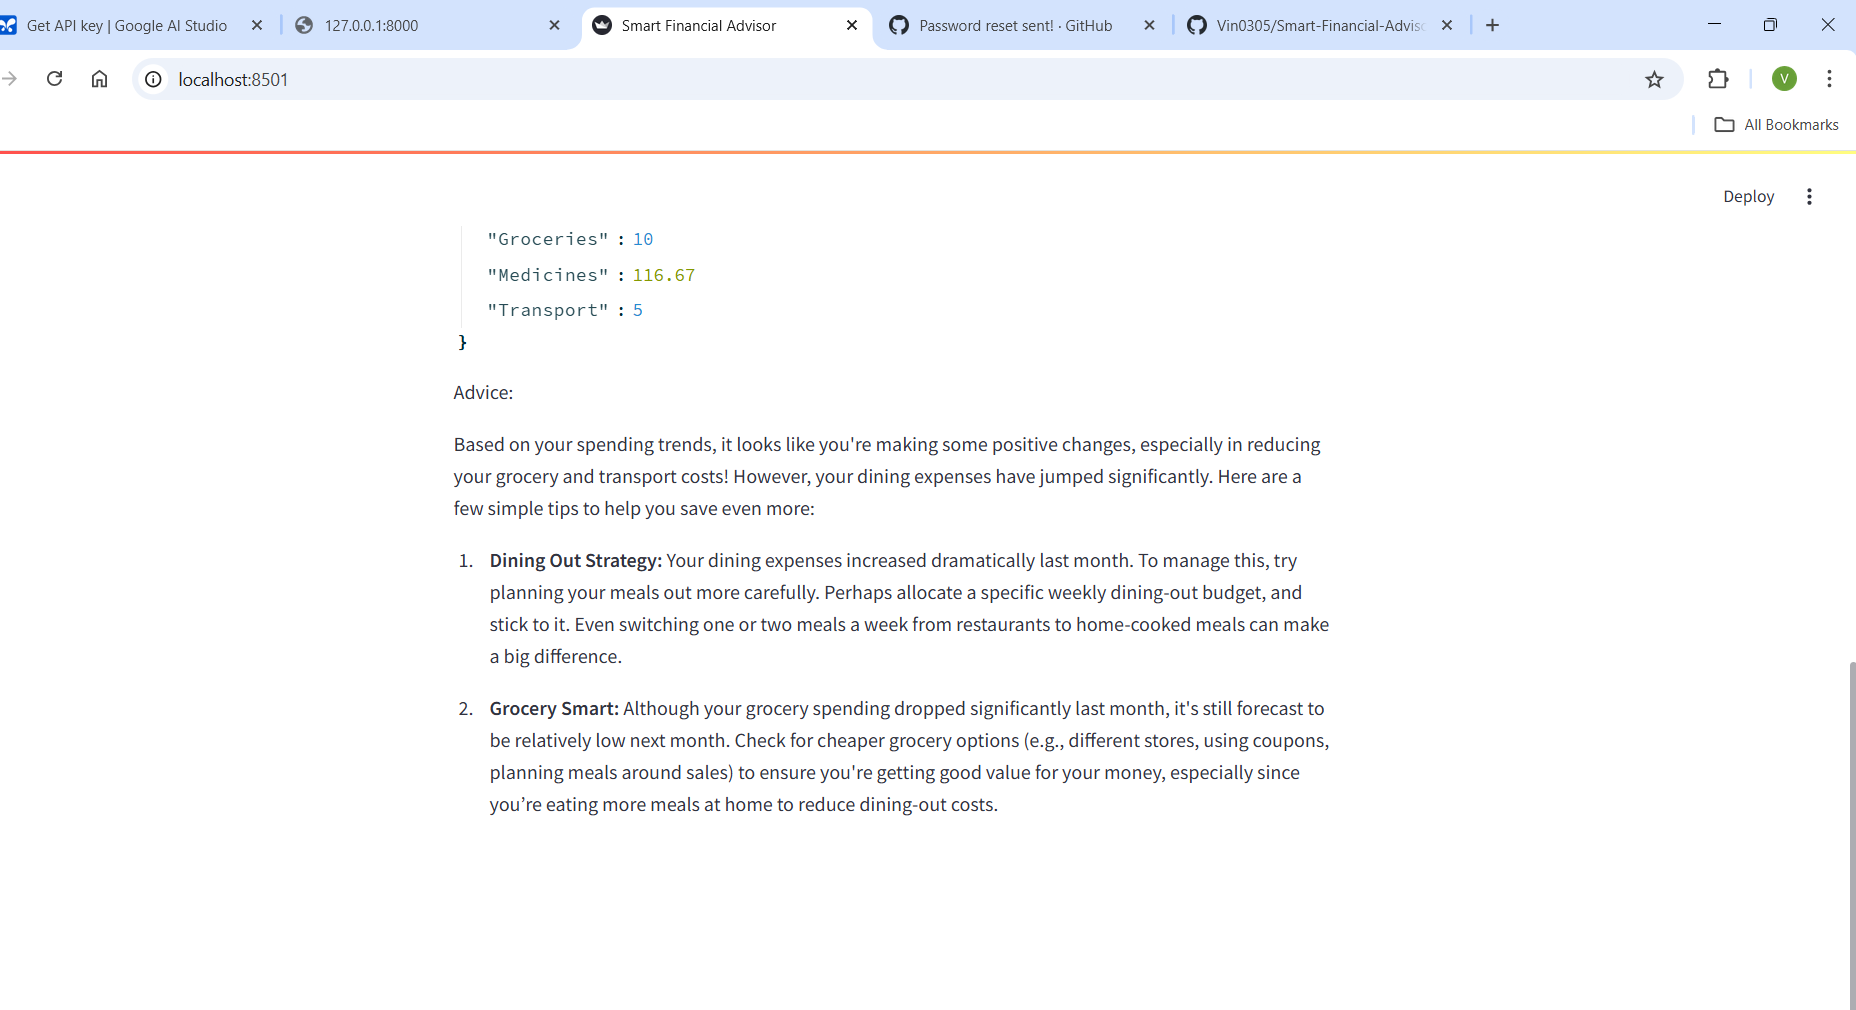 Get API key | Google AI Studio
127.0.0.1:8000
Smart Financial Advisor
Password reset sent! · GitHub
Vin0305/Smart-Financial-Adviso
localhost:8501
V
All Bookmarks
Deploy
"Groceries" : 10
"Medicines" : 116.67
"Transport" : 5
}
Advice:
Based on your spending trends, it looks like you're making some positive changes, especially in reducing
your grocery and transport costs! However, your dining expenses have jumped significantly. Here are a
few simple tips to help you save even more:
1. Dining Out Strategy: Your dining expenses increased dramatically last month. To manage this, try
planning your meals out more carefully. Perhaps allocate a specific weekly dining-out budget, and
stick to it. Even switching one or two meals a week from restaurants to home-cooked meals can make
a big difference.
2. Grocery Smart: Although your grocery spending dropped significantly last month, it's still forecast to
be relatively low next month. Check for cheaper grocery options (e.g., different stores, using coupons,
planning meals around sales) to ensure you're getting good value for your money, especially since
you’re eating more meals at home to reduce dining-out costs.